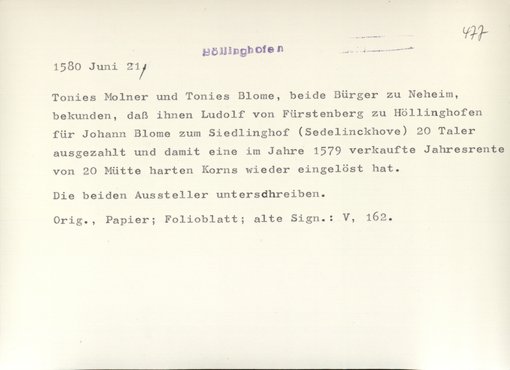 477
Höllinghofen
1580 Juni 21/
Tonies Molner und Tonies Blome, beide Bürger zu Neheim,
bekunden, daß ihnen Ludolf von Fürstenberg zu Höllinghofen
für Johann Blome zum Siedlinghof (Sedelinckhove) 20 Taler
ausgezahlt und damit eine im Jahre 1579 verkaufte Jahresrente
von 20 Mütte harten Korns wieder eingelöst hat.
Die beiden Aussteller untersdhreiben.
Orig., Papier; Folioblatt; alte Sign.: V, 162.